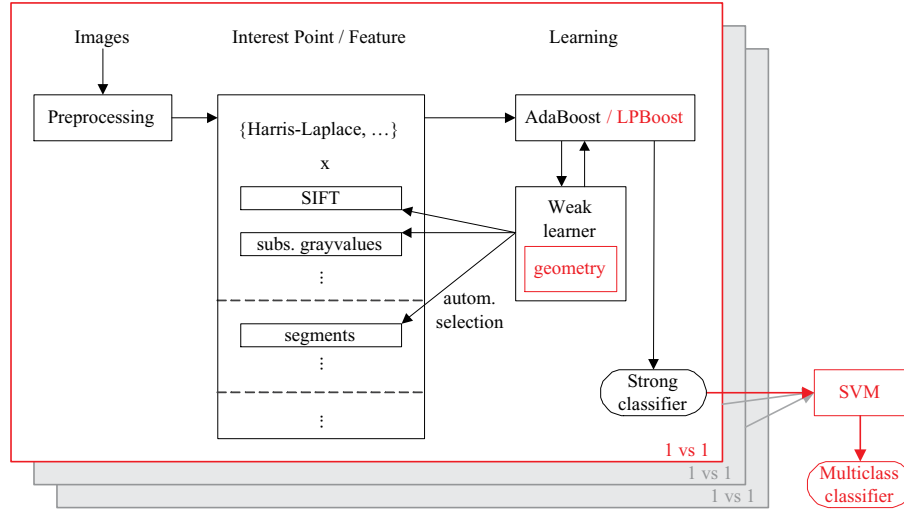 Images
Interest Point / Feature
Learning
Preprocessing
{Harris-Laplace, …}
x
SIFT
subs. grayvalues
⋮
segments
⋮
⋮
AdaBoost / LPBoost
Weak
learner
geometry
autom.
selection
Strong
classifier
SVM
Multiclass
classifier
1 vs 1
1 vs 1
1 vs 1